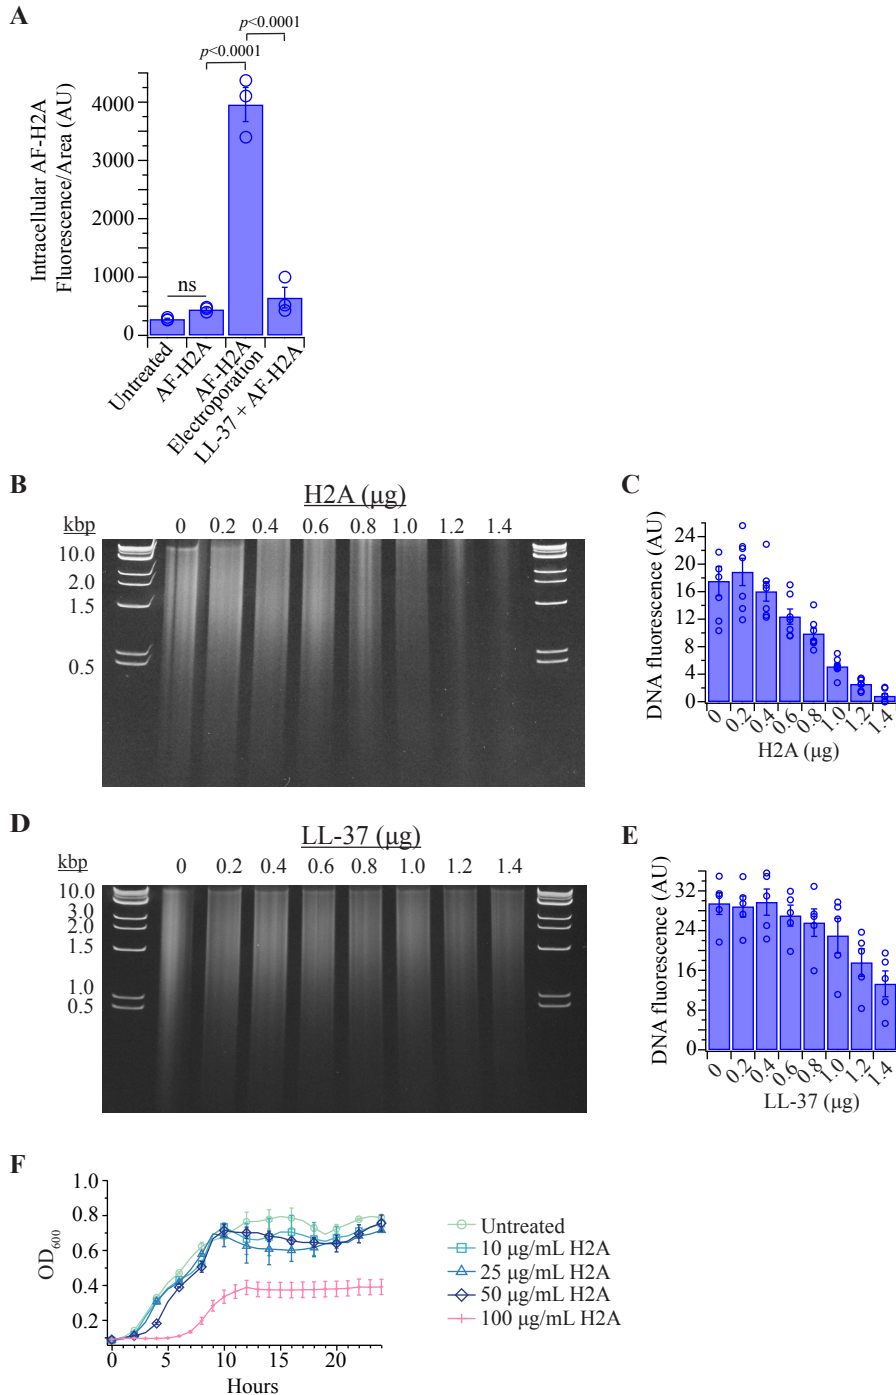 A
p<0.0001
p<0.0001
Intracellular AF-H2A
Fluorescence/Area (AU)
4000
3000
2000
1000
0
ns
Untreated
AF-H2A
AF-H2A
Electroporation
LL-37 + AF-H2A
B
H2A (µg)
kbp
0 0.2 0.4 0.6 0.8 1.0 1.2 1.4
10.0
2.0
1.5
0.5
C
DNA fluorescence (AU)
24
20
16
12
8
4
0
0 0.2 0.4 0.6 0.8 1.0 1.2 1.4
H2A (µg)
D
LL-37 (µg)
kbp
0 0.2 0.4 0.6 0.8 1.0 1.2 1.4
10.0
3.0
2.0
1.5
1.0
0.5
E
DNA fluorescence (AU)
32
24
16
8
0
0 0.2 0.4 0.6 0.8 1.0 1.2 1.4
LL-37 (µg)
F
OD600
1.0
0.8
0.6
0.4
0.2
0 5 10 15 20
Hours
Untreated
10 µg/mL H2A
25 µg/mL H2A
50 µg/mL H2A
100 µg/mL H2A